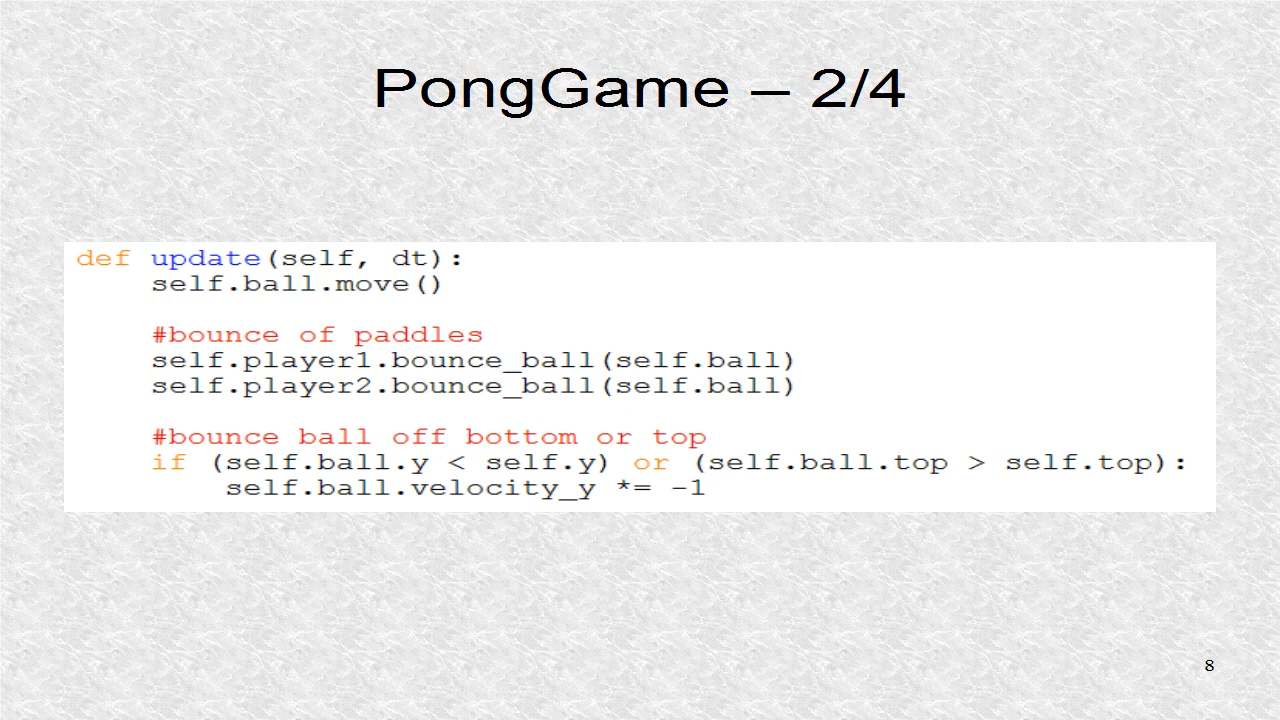 PongGame – 2/4
def update(self, dt):
self.ball.move()
#bounce of paddles
self.player1.bounce_ball(self.ball)
self.player2.bounce_ball(self.ball)
#bounce ball off bottom or top
if (self.ball.y < self.y) or (self.ball.top > self.top):
self.ball.velocity_y *= -1
8